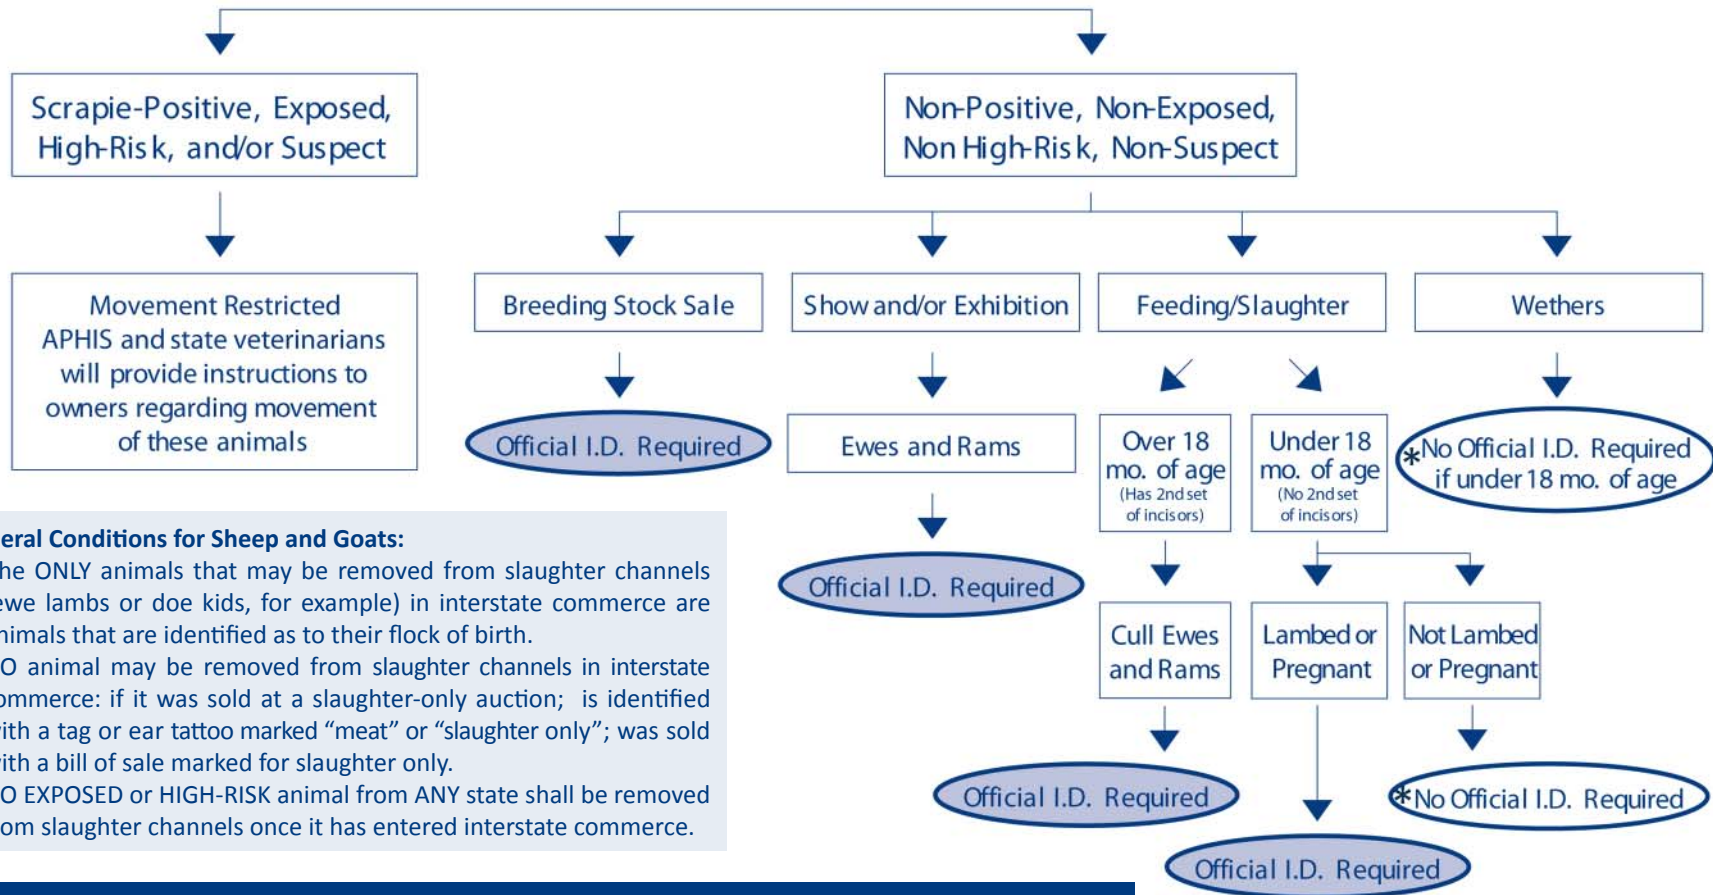 Scrapie-Positive, Exposed,
High-Risk, and/or Suspect
Non-Positive, Non-Exposed,
Non High-Risk, Non-Suspect
Movement Restricted
APHIS and state veterinarians
will provide instructions to
owners regarding movement
of these animals
Breeding Stock Sale
Show and/or Exhibition
Feeding/Slaughter
Wethers
Official I.D. Required
Ewes and Rams
Over 18
mo. of age
(Has 2nd set
of incisors)
Under 18
mo. of age
(No 2nd set
of incisors)
*No Official I.D. Required
if under 18 mo. of age
Official I.D. Required
Cull Ewes
and Rams
Lambed or
Pregnant
Not Lambed
or Pregnant
Official I.D. Required
*No Official I.D. Required
Official I.D. Required
eral Conditions for Sheep and Goats:
he ONLY animals that may be removed from slaughter channels
ewe lambs or doe kids, for example) in interstate commerce are
nimals that are identified as to their flock of birth.
O animal may be removed from slaughter channels in interstate
ommerce: if it was sold at a slaughter-only auction; is identified
with a tag or ear tattoo marked “meat” or “slaughter only”; was sold
with a bill of sale marked for slaughter only.
O EXPOSED or HIGH-RISK animal from ANY state shall be removed
om slaughter channels once it has entered interstate commerce.